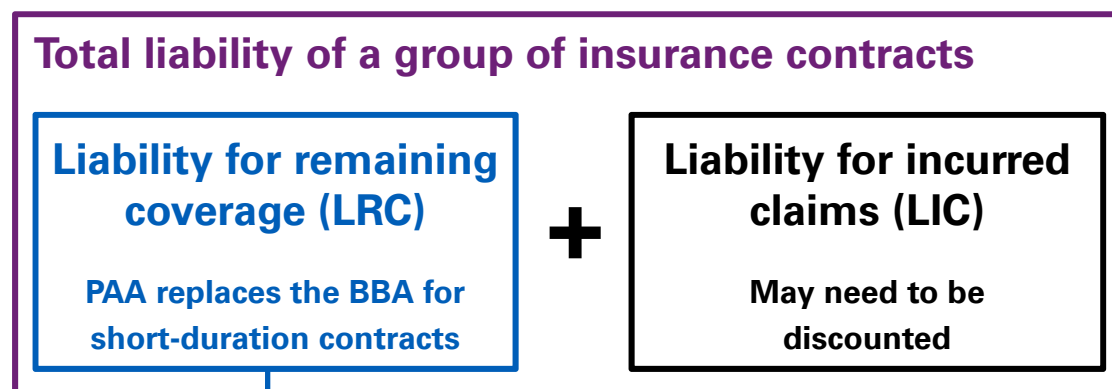 Total liability of a group of insurance contracts
Liability for remaining
coverage (LRC)
PAA replaces the BBA for
short-duration contracts
+
Liability for incurred
claims (LIC)
May need to be
discounted